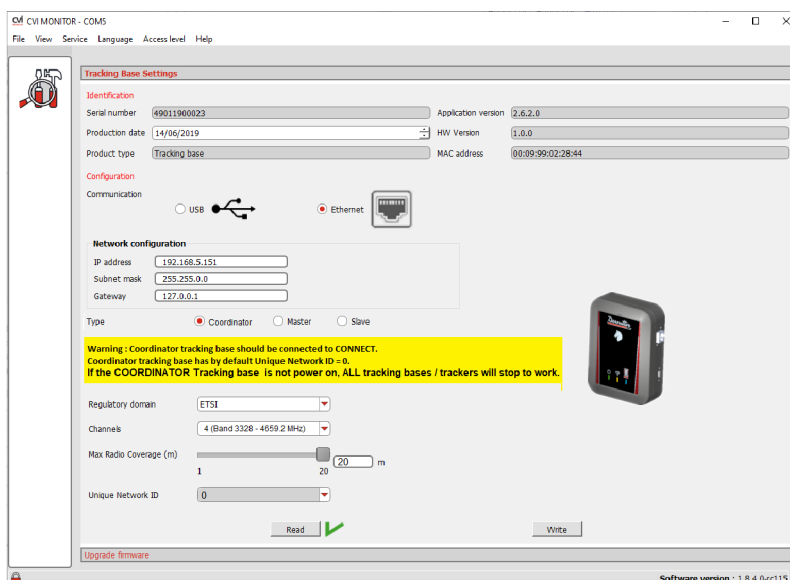 cvi CVI MONITOR - COM5
File View Service Language Access level Help
Tracking Base Settings
Identification
Serial number 49011900023 Application version 2.6.2.0
Production date 14/06/2019 HW Version 1.0.0
Product type Tracking base MAC address 00:09:99:02:28:44
Configuration
Communication
USB Ethernet
Network configuration
IP address 192.168.5.151
Subnet mask 255.255.0.0
Gateway 127.0.0.1
Type Coordinator Master Slave
Warning : Coordinator tracking base should be connected to CONNECT.
Coordinator tracking base has by default Unique Network ID = 0.
If the COORDINATOR Tracking base is not power on, ALL tracking bases / trackers will stop to work.
Regulatory domain ETSI
Channels 4 (Band 3328 - 4659.2 MHz)
Max Radio Coverage (m) 20 m
1 20
Unique Network ID 0
Read Write
Upgrade firmware
Software version : 1.8.4.0-rc115